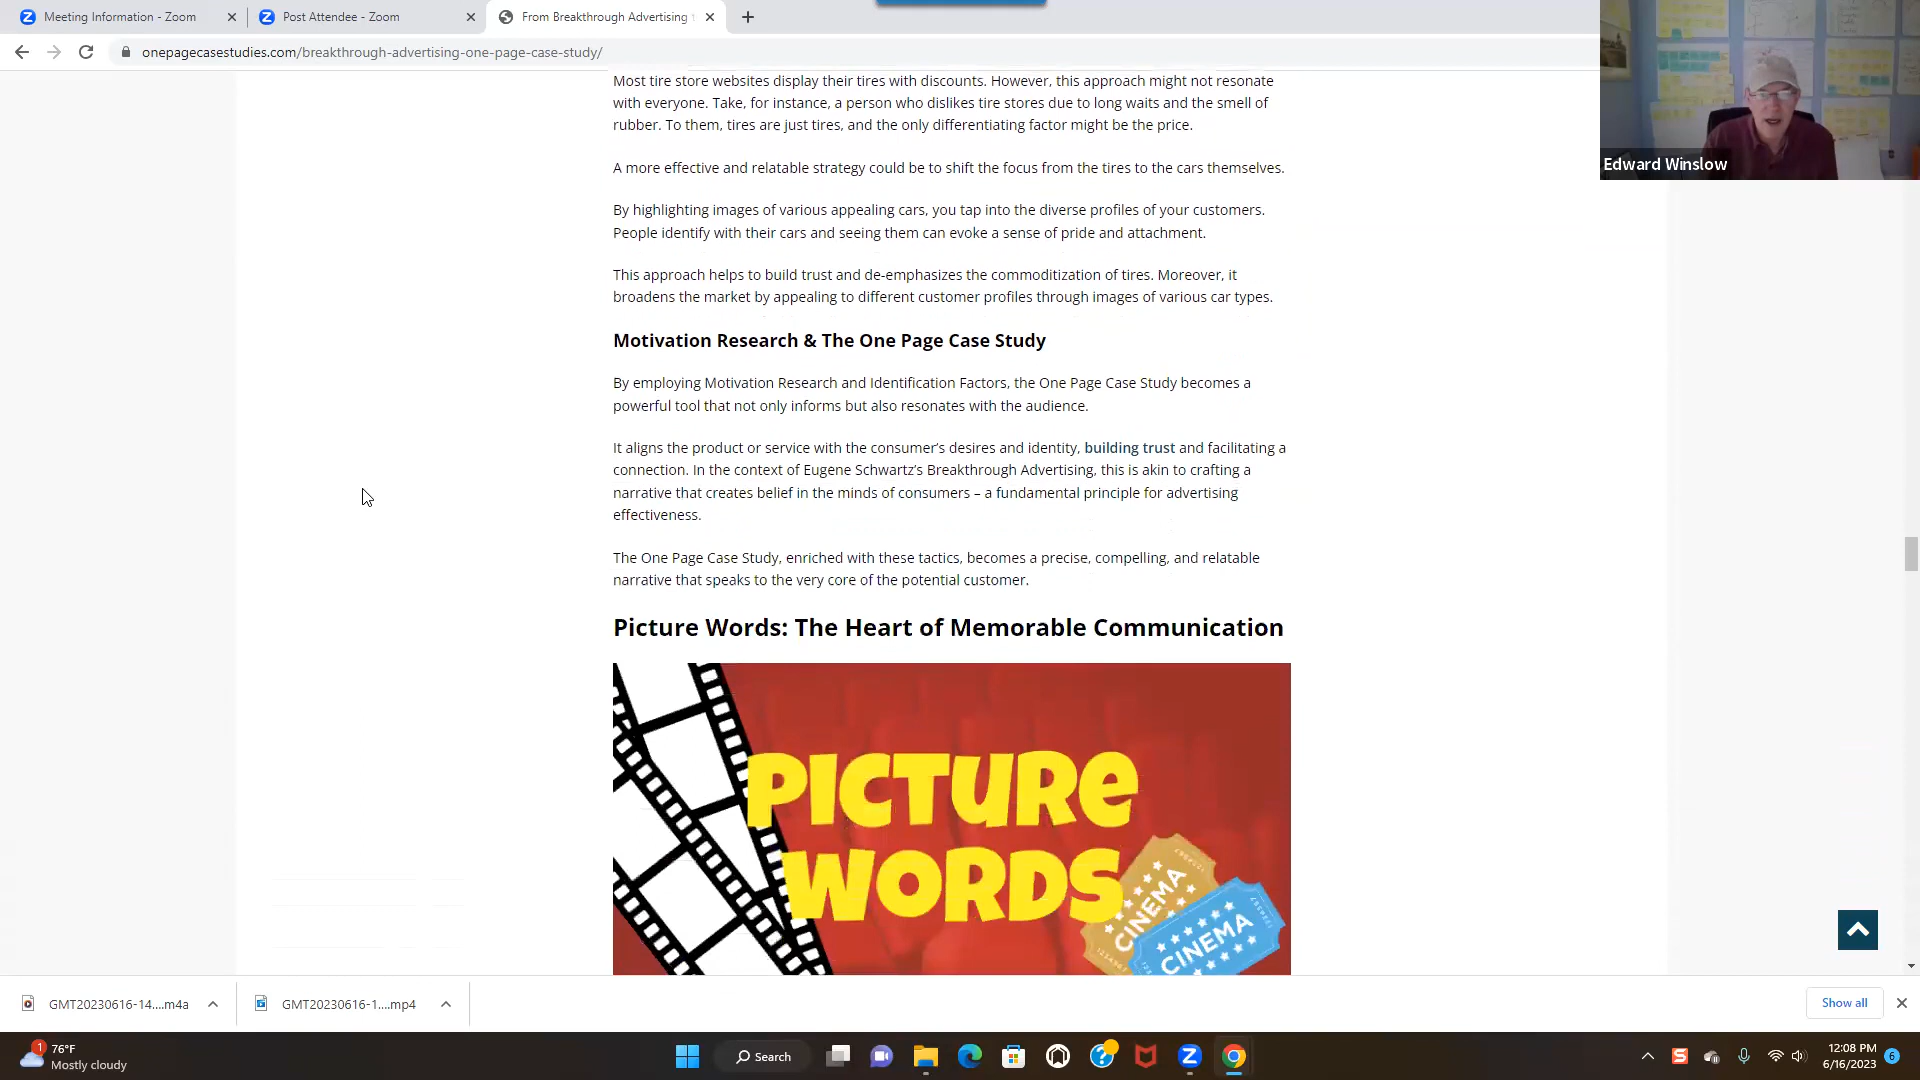 Meeting Information - Zoom
Post Attendee - Zoom
From Breakthrough Advertising
onepagecasestudies.com/breakthrough-advertising-one-page-case-study/
Edward Winslow
Most tire store websites display their tires with discounts. However, this approach might not resonate
with everyone. Take, for instance, a person who dislikes tire stores due to long waits and the smell of
rubber. To them, tires are just tires, and the only differentiating factor might be the price.
A more effective and relatable strategy could be to shift the focus from the tires to the cars themselves.
By highlighting images of various appealing cars, you tap into the diverse profiles of your customers.
People identify with their cars and seeing them can evoke a sense of pride and attachment.
This approach helps to build trust and de-emphasizes the commoditization of tires. Moreover, it
broadens the market by appealing to different customer profiles through images of various car types.
Motivation Research & The One Page Case Study
By employing Motivation Research and Identification Factors, the One Page Case Study becomes a
powerful tool that not only informs but also resonates with the audience.
It aligns the product or service with the consumer's desires and identity, building trust and facilitating a
connection. In the context of Eugene Schwartz's Breakthrough Advertising, this is akin to crafting a
narrative that creates belief in the minds of consumers – a fundamental principle for advertising
effectiveness.
The One Page Case Study, enriched with these tactics, becomes a precise, compelling, and relatable
narrative that speaks to the very core of the potential customer.
Picture Words: The Heart of Memorable Communication
PICTURE
WORDS
CINEMA
CINEMA
GMT20230616-14....m4a
GMT20230616-1....mp4
Show all
1
76°F
Mostly cloudy
Search
12:08 PM
6/16/2023
6